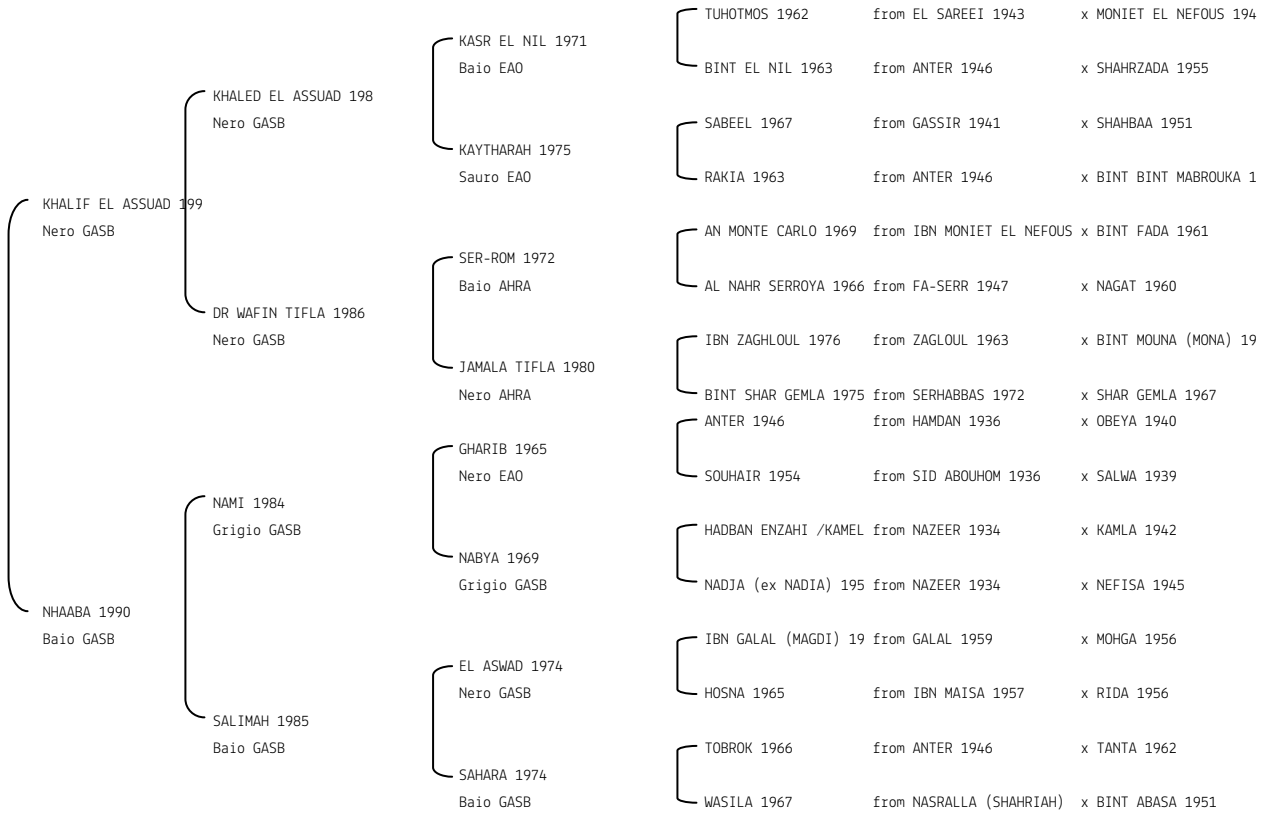 TUHOTMOS 1962 from EL SAREEI 1943 x MONIET EL NEFOUS 194
KASR EL NIL 1971
Baio EAO
BINT EL NIL 1963 from ANTER 1946 x SHAHRZADA 1955
KHALED EL ASSUAD 198
Nero GASB
SABEEL 1967 from GASSIR 1941 x SHAHBAA 1951
KAYTHARAH 1975
Sauro EAO
RAKIA 1963 from ANTER 1946 x BINT BINT MABROUKA 1
KHALIF EL ASSUAD 199
Nero GASB
AN MONTE CARLO 1969 from IBN MONIET EL NEFOUS x BINT FADA 1961
SER-ROM 1972
Baio AHRA
AL NAHR SERROYA 1966 from FA-SERR 1947 x NAGAT 1960
DR WAFIN TIFLA 1986
Nero GASB
IBN ZAGHLOUL 1976 from ZAGLOUL 1963 x BINT MOUNA (MONA) 19
JAMALA TIFLA 1980
Nero AHRA
BINT SHAR GEMLA 1975 from SERHABBAS 1972 x SHAR GEMLA 1967
ANTER 1946 from HAMDAN 1936 x OBEYA 1940
GHARIB 1965
Nero EAO
SOUHAIR 1954 from SID ABOUHOM 1936 x SALWA 1939
NAMI 1984
Grigio GASB
HADBAN ENZAHI /KAMEL from NAZEER 1934 x KAMLA 1942
NABYA 1969
Grigio GASB
NADJA (ex NADIA) 195 from NAZEER 1934 x NEFISA 1945
NHAABA 1990
Baio GASB
IBN GALAL (MAGDI) 19 from GALAL 1959 x MOHGA 1956
EL ASWAD 1974
Nero GASB
HOSNA 1965 from IBN MAISA 1957 x RIDA 1956
SALIMAH 1985
Baio GASB
TOBROK 1966 from ANTER 1946 x TANTA 1962
SAHARA 1974
Baio GASB
WASILA 1967 from NASRALLA (SHAHRIAH) x BINT ABASA 1951